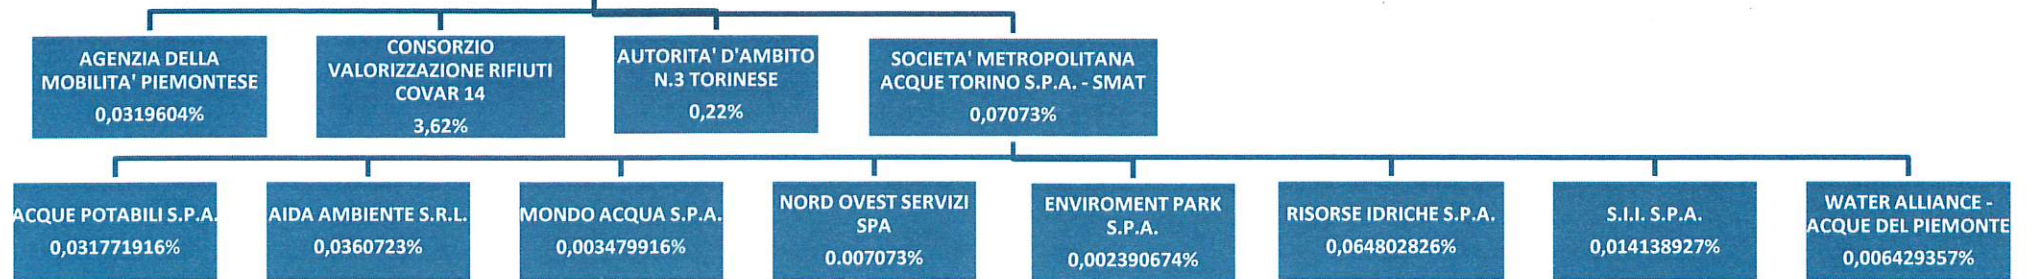 AGENZIA DELLA
MOBILITA' PIEMONTESE
0,0319604%
CONSORZIO
VALORIZZAZIONE RIFIUTI
COVAR 14
3,62%
AUTORITA' D'AMBITO
N.3 TORINESE
0,22%
SOCIETA' METROPOLITANA
ACQUE TORINO S.P.A. - SMAT
0,07073%
ACQUE POTABILI S.P.A.
0,031771916%
AIDA AMBIENTE S.R.L.
0,0360723%
MONDO ACQUA S.P.A.
0,003479916%
NORD OVEST SERVIZI
SPA
0.007073%
ENVIROMENT PARK
S.P.A.
0,002390674%
RISORSE IDRICHE S.P.A.
0,064802826%
S.I.I. S.P.A.
0,014138927%
WATER ALLIANCE -
ACQUE DEL PIEMONTE
0,006429357%